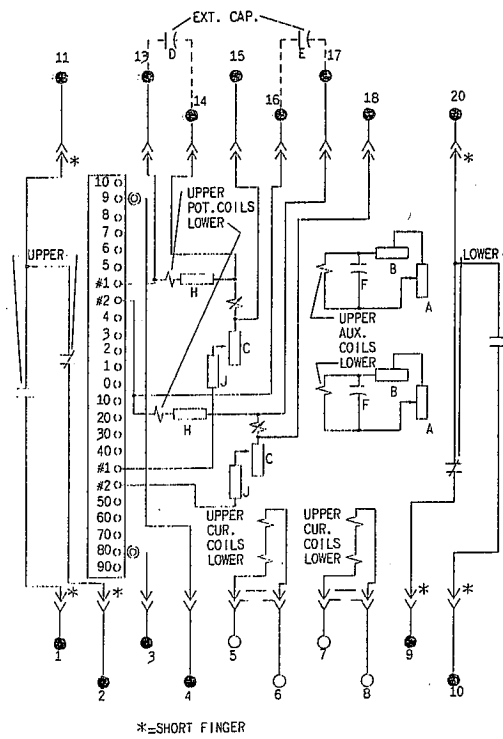 EXT. CAP.
D
E
11
13
14
15
16
17
18
20
*
*
10
9
8
7
6
5
#1
#2
4
3
2
1
0
10
20
30
40
#1
#2
50
60
70
80
90
UPPER
UPPER
POT. COILS
LOWER
H
C
J
H
C
J
LOWER
B
F
A
UPPER
AUX.
COILS
LOWER
B
F
A
UPPER
CUR.
COILS
LOWER
UPPER
CUR.
COILS
LOWER
*
*
*
*
1
2
3
4
5
6
7
8
9
10
*=SHORT FINGER